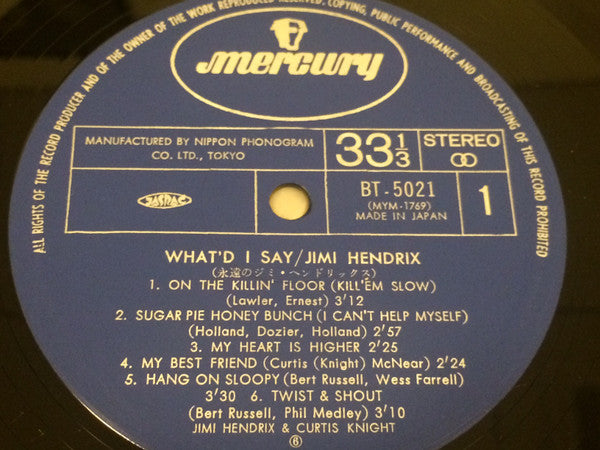 ALL RIGHTS OF THE RECORD PRODUCER AND OF THE OWNER OF THE WORK REPRODUCED RESERVED. COPYING, PUBLIC PERFORMANCE AND BROADCASTING OF THIS RECORD PROHIBITED
mercury
MANUFACTURED BY NIPPON PHONOGRAM
CO. LTD., TOKYO
33 1/3
STEREO
JASRAC
BT-5021
(MYM-1769)
MADE IN JAPAN
1
WHAT'D I SAY/JIMI HENDRIX
(永遠のジミ・ヘンドリックス)
1. ON THE KILLIN' FLOOR (KILL'EM SLOW)
(Lawler, Ernest) 3'12
2. SUGAR PIE HONEY BUNCH (I CAN'T HELP MYSELF)
(Holland, Dozier, Holland) 2'57
3. MY HEART IS HIGHER 2'25
4. MY BEST FRIEND (Curtis (Knight) McNear) 2'24
5. HANG ON SLOOPY (Bert Russell, Wess Farrell)
3'30 6. TWIST & SHOUT
(Bert Russell, Phil Medley) 3'10
JIMI HENDRIX & CURTIS KNIGHT
⑥